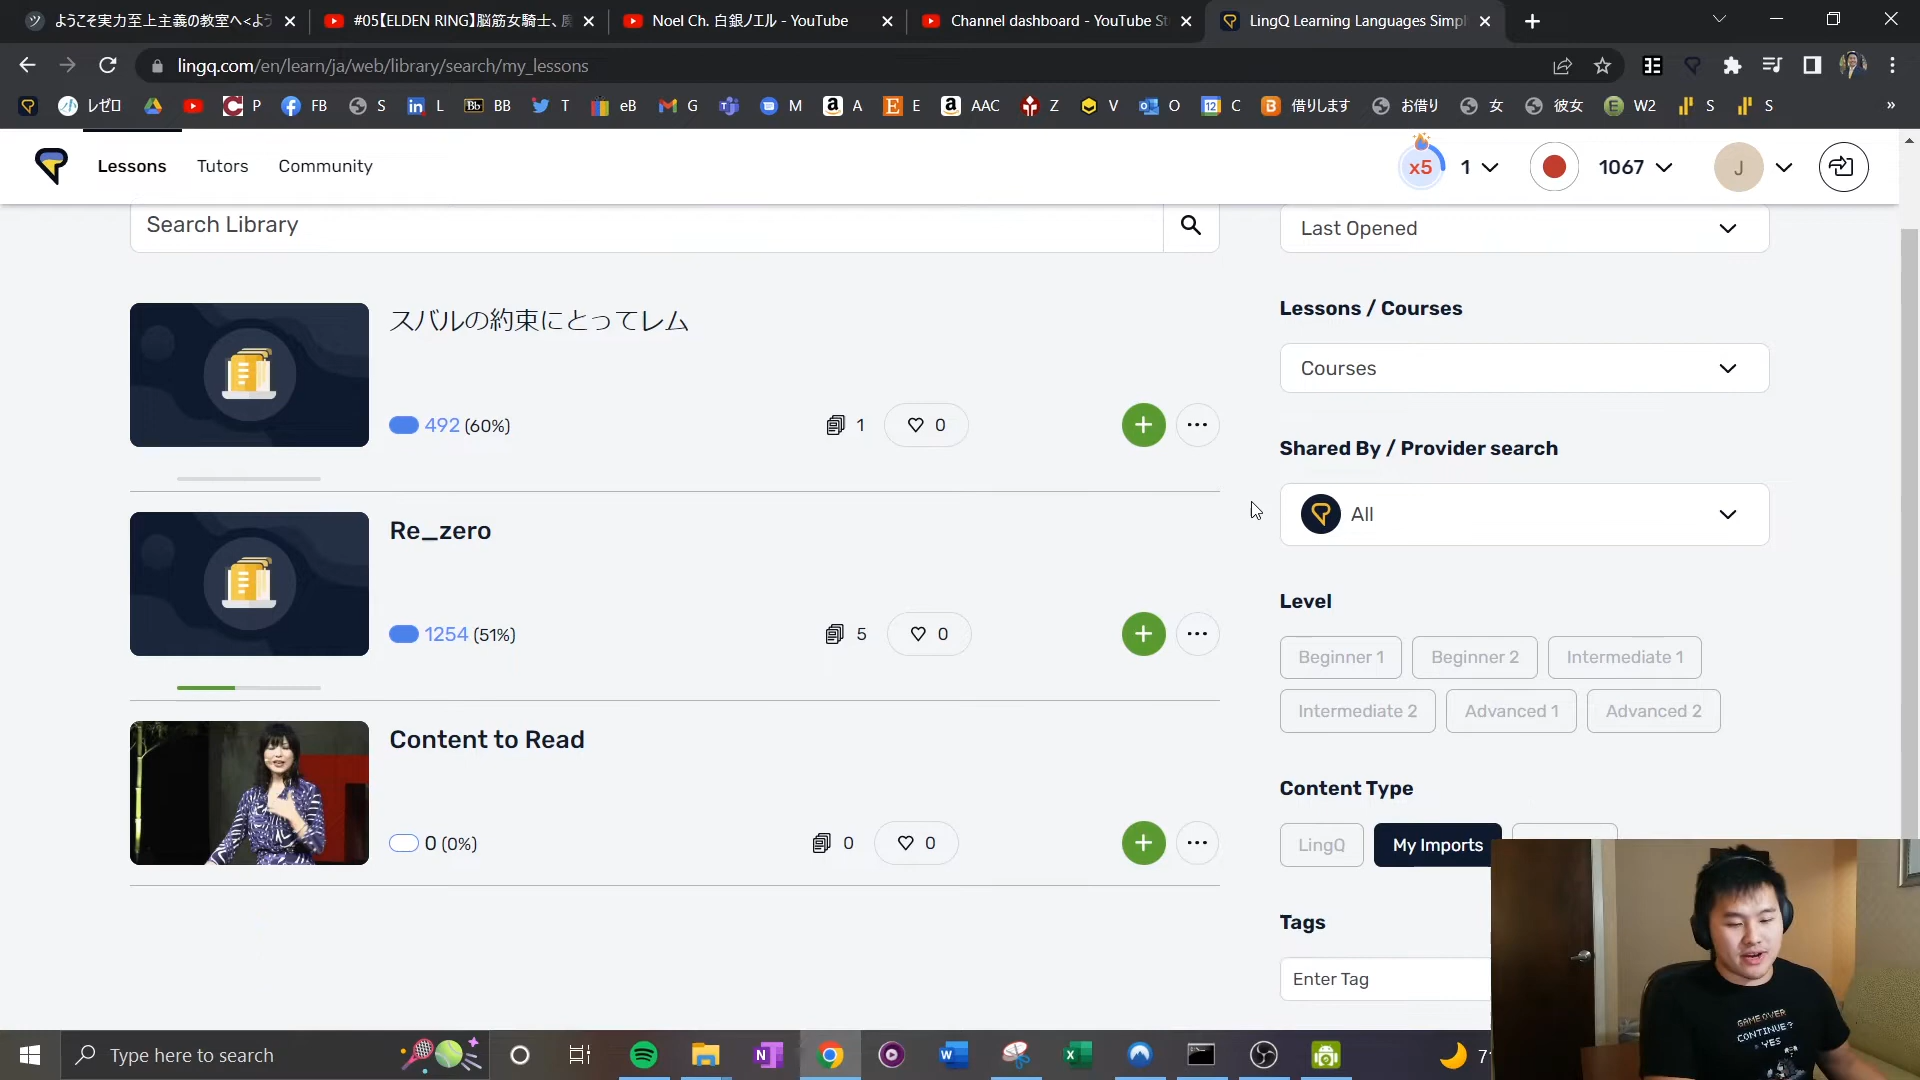 ようこそ実力至上主義の教室へ<よう
#05【ELDEN RING】脳筋女騎士、
Noel Ch. 白銀ノエル - YouTube
Channel dashboard - YouTube St
LingQ Learning Languages Simpl
lingq.com/en/learn/ja/web/library/search/my_lessons
レゼロ P FB S L BB T eB G M A E AAC Z V O C 借りします お借り 女 彼女 W2 S S »
Lessons Tutors Community x5 1 1067 J
Search Library Last Opened
スバルの約束にとってレム
492 (60%) 1 0
Re_zero
1254 (51%) 5 0
Content to Read
0 (0%) 0 0
Lessons / Courses
Courses
Shared By / Provider search
All
Level
Beginner 1 Beginner 2 Intermediate 1
Intermediate 2 Advanced 1 Advanced 2
Content Type
LingQ My Imports
Tags
Enter Tag
GAME OVER
CONTINUE?
YES
Type here to search